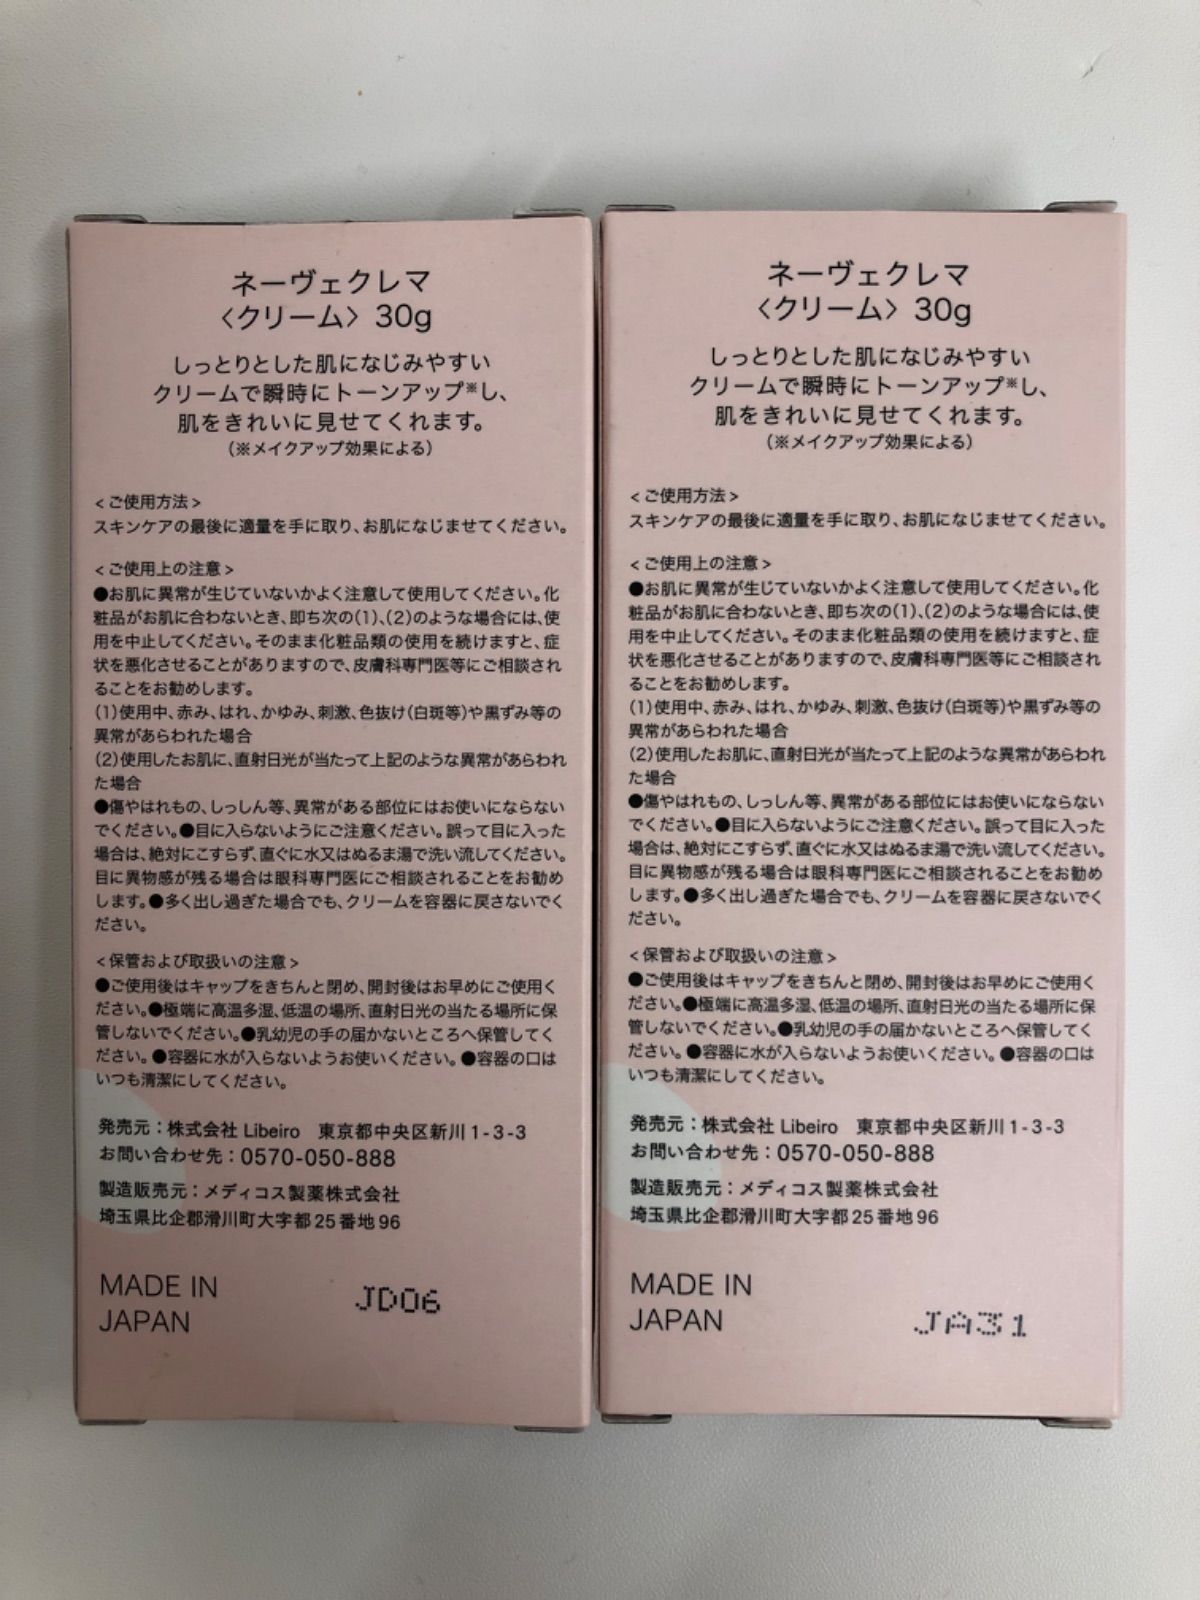 ネーヴェクレマ
〈クリーム〉 30g
しっとりとした肌になじみやすい
クリームで瞬時にトーンアップ※し、
肌をきれいに見せてくれます。
（※メイクアップ効果による）
＜ご使用方法＞
スキンケアの最後に適量を手に取り、お肌になじませてください。
＜ご使用上の注意＞
●お肌に異常が生じていないかよく注意して使用してください。化
粧品がお肌に合わないとき、即ち次の(1)、(2)のような場合には、使
用を中止してください。そのまま化粧品類の使用を続けますと、症
状を悪化させることがありますので、皮膚科専門医等にご相談され
ることをお勧めします。
(1)使用中、赤み、はれ、かゆみ、刺激、色抜け(白斑等)や黒ずみ等の
異常があらわれた場合
(2)使用したお肌に、直射日光が当たって上記のような異常があらわれ
た場合
●傷やはれもの、しっしん等、異常がある部位にはお使いにならない
でください。●目に入らないようにご注意ください。誤って目に入った
場合は、絶対にこすらず、直ぐに水又はぬるま湯で洗い流してください。
目に異物感が残る場合は眼科専門医にご相談されることをお勧め
します。●多く出し過ぎた場合でも、クリームを容器に戻さないでく
ださい。
＜保管および取扱いの注意＞
●ご使用後はキャップをきちんと閉め、開封後はお早めにご使用く
ださい。●極端に高温多湿、低温の場所、直射日光の当たる場所に保
管しないでください。●乳幼児の手の届かないところへ保管してく
ださい。●容器に水が入らないようお使いください。●容器の口は
いつも清潔にしてください。
発売元：株式会社 Libeiro 東京都中央区新川1-3-3
お問い合わせ先：0570-050-888
製造販売元：メディコス製薬株式会社
埼玉県比企郡滑川町大字都25番地96
MADE IN
JAPAN
JD06
ネーヴェクレマ
〈クリーム〉 30g
しっとりとした肌になじみやすい
クリームで瞬時にトーンアップ※し、
肌をきれいに見せてくれます。
（※メイクアップ効果による）
＜ご使用方法＞
スキンケアの最後に適量を手に取り、お肌になじませてください。
＜ご使用上の注意＞
●お肌に異常が生じていないかよく注意して使用してください。化
粧品がお肌に合わないとき、即ち次の(1)、(2)のような場合には、使
用を中止してください。そのまま化粧品類の使用を続けますと、症
状を悪化させることがありますので、皮膚科専門医等にご相談され
ることをお勧めします。
(1)使用中、赤み、はれ、かゆみ、刺激、色抜け(白斑等)や黒ずみ等の
異常があらわれた場合
(2)使用したお肌に、直射日光が当たって上記のような異常があらわれ
た場合
●傷やはれもの、しっしん等、異常がある部位にはお使いにならない
でください。●目に入らないようにご注意ください。誤って目に入った
場合は、絶対にこすらず、直ぐに水又はぬるま湯で洗い流してください。
目に異物感が残る場合は眼科専門医にご相談されることをお勧め
します。●多く出し過ぎた場合でも、クリームを容器に戻さないでく
ださい。
＜保管および取扱いの注意＞
●ご使用後はキャップをきちんと閉め、開封後はお早めにご使用く
ださい。●極端に高温多湿、低温の場所、直射日光の当たる場所に保
管しないでください。●乳幼児の手の届かないところへ保管してく
ださい。●容器に水が入らないようお使いください。●容器の口は
いつも清潔にしてください。
発売元：株式会社 Libeiro 東京都中央区新川1-3-3
お問い合わせ先：0570-050-888
製造販売元：メディコス製薬株式会社
埼玉県比企郡滑川町大字都25番地96
MADE IN
JAPAN
JA31